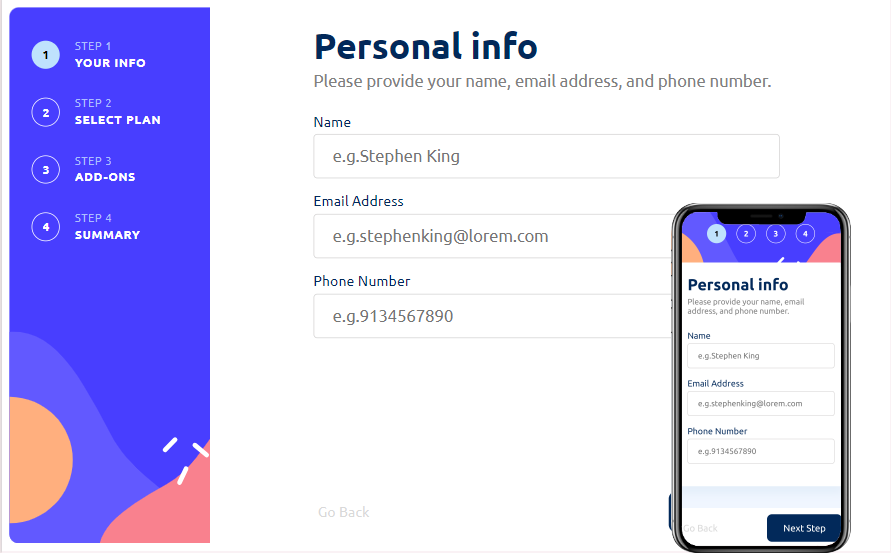 1
STEP 1
YOUR INFO
2
STEP 2
SELECT PLAN
3
STEP 3
ADD-ONS
4
STEP 4
SUMMARY
Personal info
Please provide your name, email address, and phone number.
Name
e.g.Stephen King
Email Address
e.g.stephenking@lorem.com
Phone Number
e.g.9134567890
Go Back
1 2 3 4
Personal info
Please provide your name, email
address, and phone number.
Name
e.g.Stephen King
Email Address
e.g.stephenking@lorem.com
Phone Number
e.g.9134567890
Go Back
Next Step